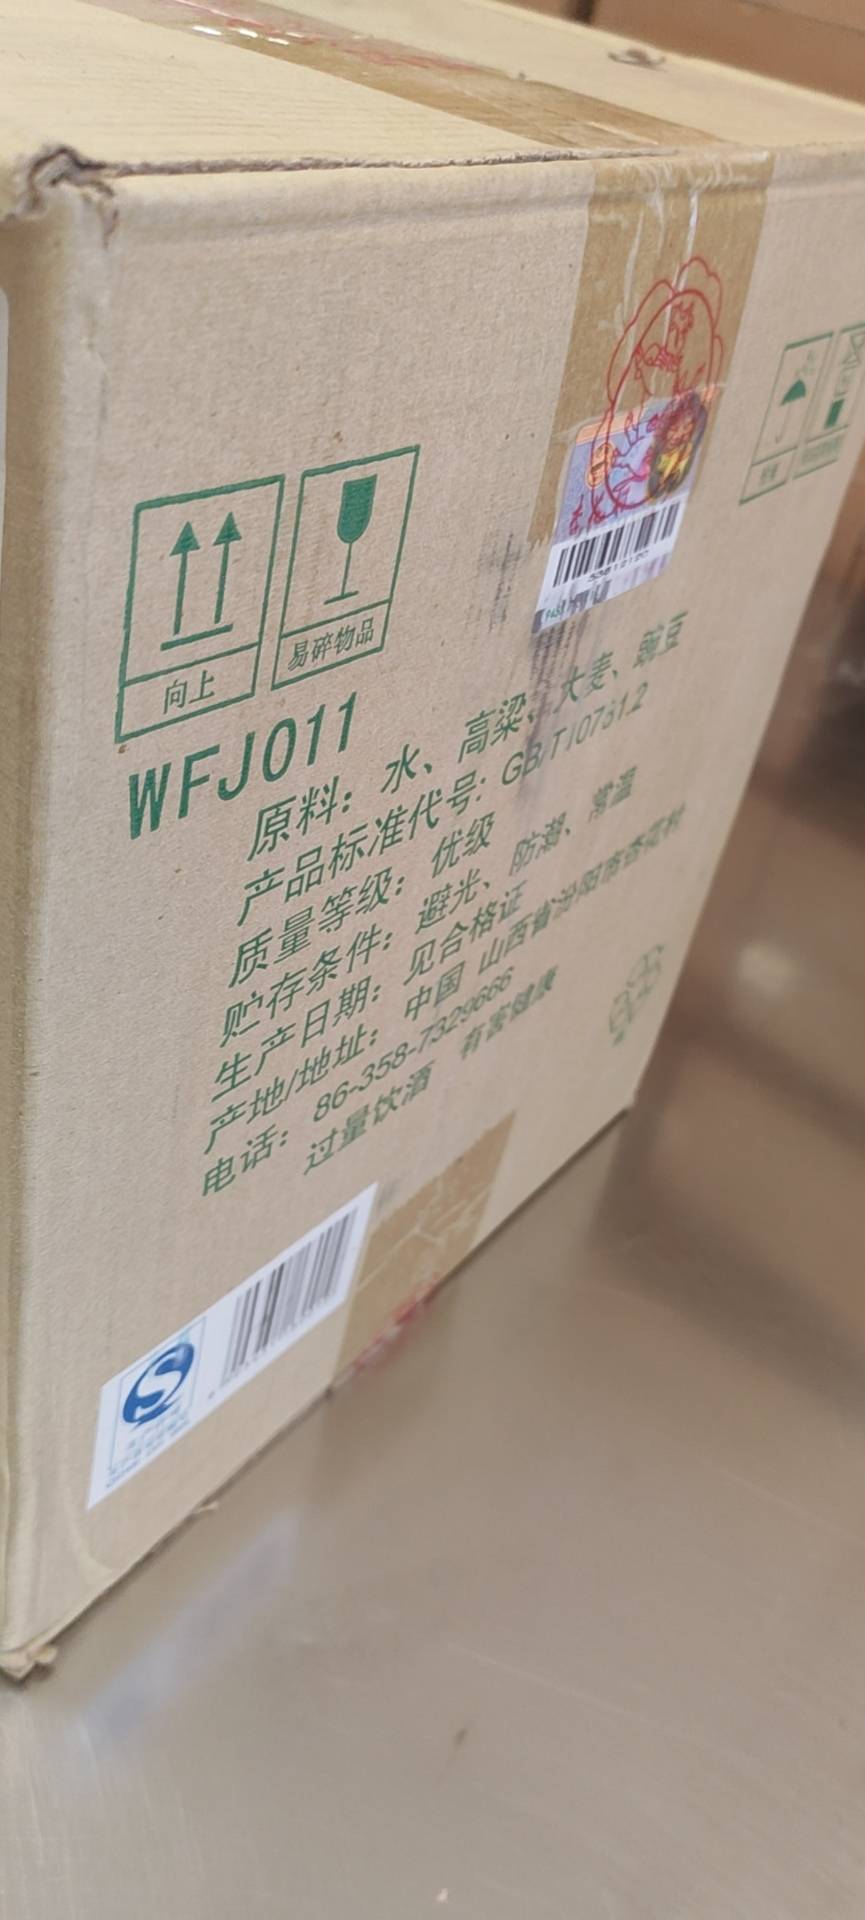 向上
易碎物品
WFJ011
原料：水、高粱、大麦、豌豆
产品标准代号：GB/T10781.2
质量等级：优级
贮存条件：避光、防潮、常温
生产日期：见合格证
产地/地址：中国 山西省汾阳市杏花村
电话：86-358-7329666
过量饮酒 有害健康